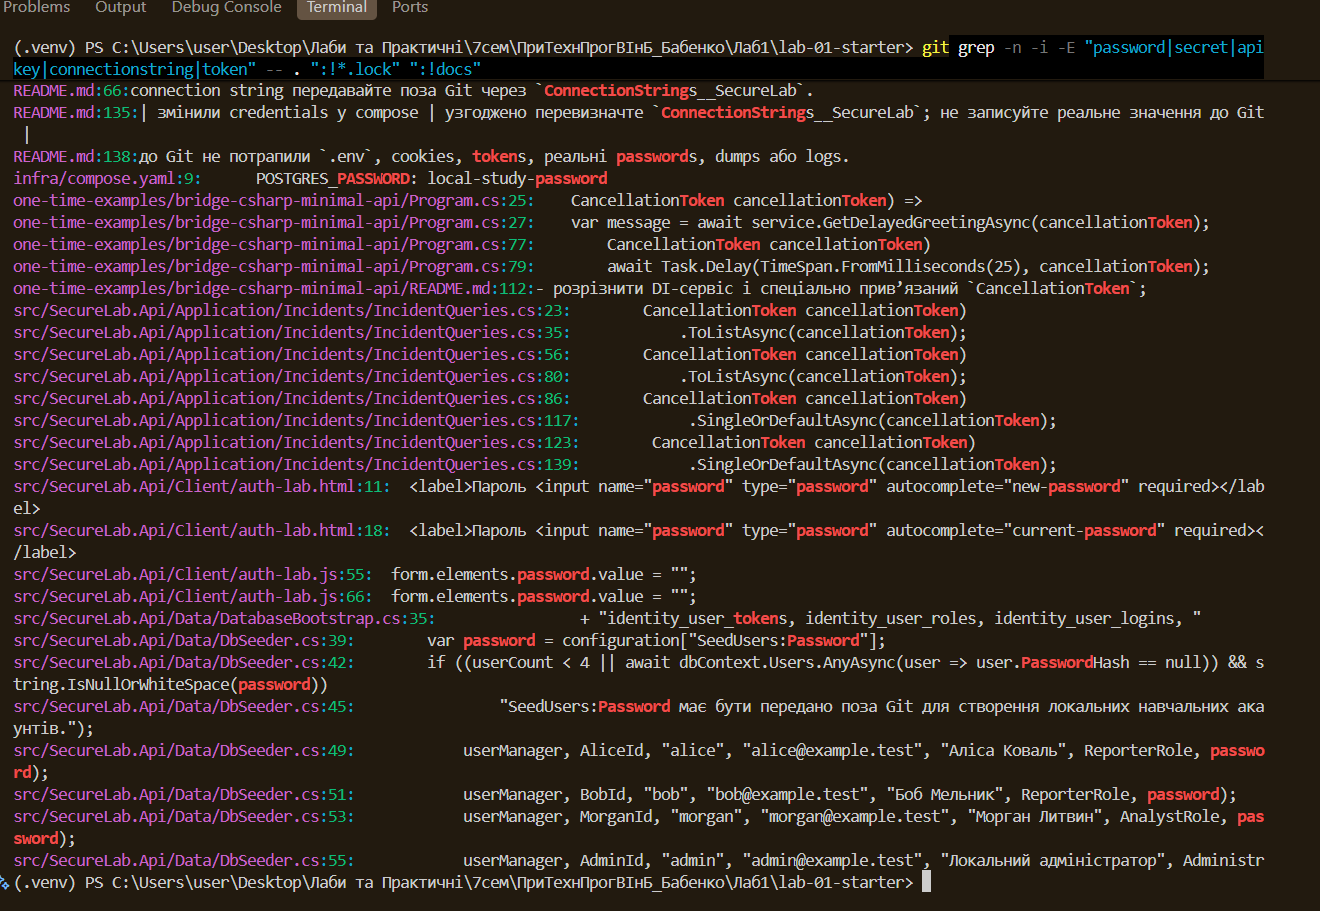 Problems Output Debug Console Terminal Ports
(.venv) PS C:\Users\user\Desktop\Лаби та Практичні\7сем\ПриТехнПрогВІнБ_Бабенко\Лаб1\lab-01-starter> git grep -n -i -E "password|secret|api
key|connectionstring|token" -- . ":!*.lock" ":!docs"
README.md:66:connection string передавайте поза Git через `ConnectionStrings__SecureLab`.
README.md:135:| змінили credentials у compose | узгоджено перевизначте `ConnectionStrings__SecureLab`; не записуйте реальне значення до Git
|
README.md:138:до Git не потрапили `.env`, cookies, tokens, реальні passwords, dumps або logs.
infra/compose.yaml:9:      POSTGRES_PASSWORD: local-study-password
one-time-examples/bridge-csharp-minimal-api/Program.cs:25:    CancellationToken cancellationToken) =>
one-time-examples/bridge-csharp-minimal-api/Program.cs:27:    var message = await service.GetDelayedGreetingAsync(cancellationToken);
one-time-examples/bridge-csharp-minimal-api/Program.cs:77:        CancellationToken cancellationToken)
one-time-examples/bridge-csharp-minimal-api/Program.cs:79:        await Task.Delay(TimeSpan.FromMilliseconds(25), cancellationToken);
one-time-examples/bridge-csharp-minimal-api/README.md:112:- розрізнити DI-сервіс і спеціально прив’язаний `CancellationToken`;
src/SecureLab.Api/Application/Incidents/IncidentQueries.cs:23:        CancellationToken cancellationToken)
src/SecureLab.Api/Application/Incidents/IncidentQueries.cs:35:            .ToListAsync(cancellationToken);
src/SecureLab.Api/Application/Incidents/IncidentQueries.cs:56:        CancellationToken cancellationToken)
src/SecureLab.Api/Application/Incidents/IncidentQueries.cs:80:            .ToListAsync(cancellationToken);
src/SecureLab.Api/Application/Incidents/IncidentQueries.cs:86:        CancellationToken cancellationToken)
src/SecureLab.Api/Application/Incidents/IncidentQueries.cs:117:            .SingleOrDefaultAsync(cancellationToken);
src/SecureLab.Api/Application/Incidents/IncidentQueries.cs:123:        CancellationToken cancellationToken)
src/SecureLab.Api/Application/Incidents/IncidentQueries.cs:139:            .SingleOrDefaultAsync(cancellationToken);
src/SecureLab.Api/Client/auth-lab.html:11:  <label>Пароль <input name="password" type="password" autocomplete="new-password" required></lab
el>
src/SecureLab.Api/Client/auth-lab.html:18:  <label>Пароль <input name="password" type="password" autocomplete="current-password" required><
/label>
src/SecureLab.Api/Client/auth-lab.js:55:  form.elements.password.value = "";
src/SecureLab.Api/Client/auth-lab.js:66:  form.elements.password.value = "";
src/SecureLab.Api/Data/DatabaseBootstrap.cs:35:                + "identity_user_tokens, identity_user_roles, identity_user_logins, "
src/SecureLab.Api/Data/DbSeeder.cs:39:        var password = configuration["SeedUsers:Password"];
src/SecureLab.Api/Data/DbSeeder.cs:42:        if ((userCount < 4 || await dbContext.Users.AnyAsync(user => user.PasswordHash == null)) && s
tring.IsNullOrWhiteSpace(password))
src/SecureLab.Api/Data/DbSeeder.cs:45:                "SeedUsers:Password має бути передано поза Git для створення локальних навчальних ака
унтів.");
src/SecureLab.Api/Data/DbSeeder.cs:49:            userManager, AliceId, "alice", "alice@example.test", "Аліса Коваль", ReporterRole, passwo
rd);
src/SecureLab.Api/Data/DbSeeder.cs:51:            userManager, BobId, "bob", "bob@example.test", "Боб Мельник", ReporterRole, password);
src/SecureLab.Api/Data/DbSeeder.cs:53:            userManager, MorganId, "morgan", "morgan@example.test", "Морган Литвин", AnalystRole, pas
sword);
src/SecureLab.Api/Data/DbSeeder.cs:55:            userManager, AdminId, "admin", "admin@example.test", "Локальний адміністратор", Administr
(.venv) PS C:\Users\user\Desktop\Лаби та Практичні\7сем\ПриТехнПрогВІнБ_Бабенко\Лаб1\lab-01-starter>